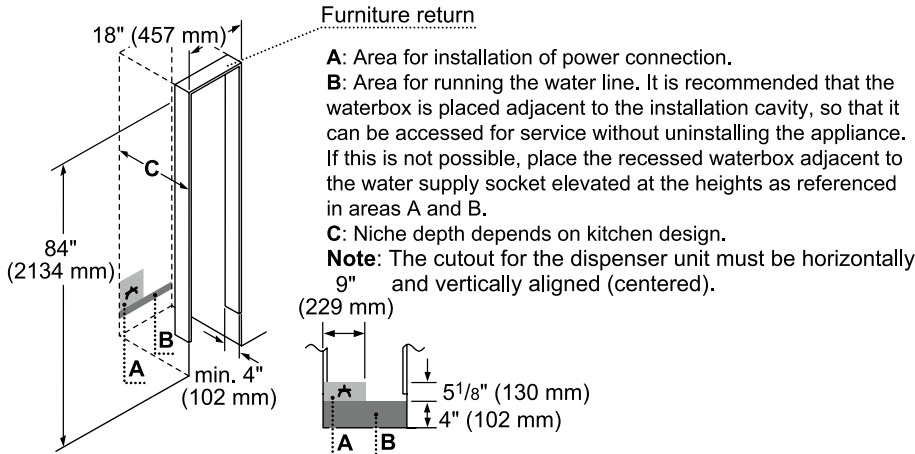 Furniture return
18" (457 mm)
A: Area for installation of power connection.
B: Area for running the water line. It is recommended that the
waterbox is placed adjacent to the installation cavity, so that it
can be accessed for service without uninstalling the appliance.
If this is not possible, place the recessed waterbox adjacent to
the water supply socket elevated at the heights as referenced
in areas A and B.
C: Niche depth depends on kitchen design.
Note: The cutout for the dispenser unit must be horizontally
and vertically aligned (centered).
C
84"
(2134 mm)
A
B
min. 4"
(102 mm)
9"
(229 mm)
5 1/8" (130 mm)
4" (102 mm)
A
B